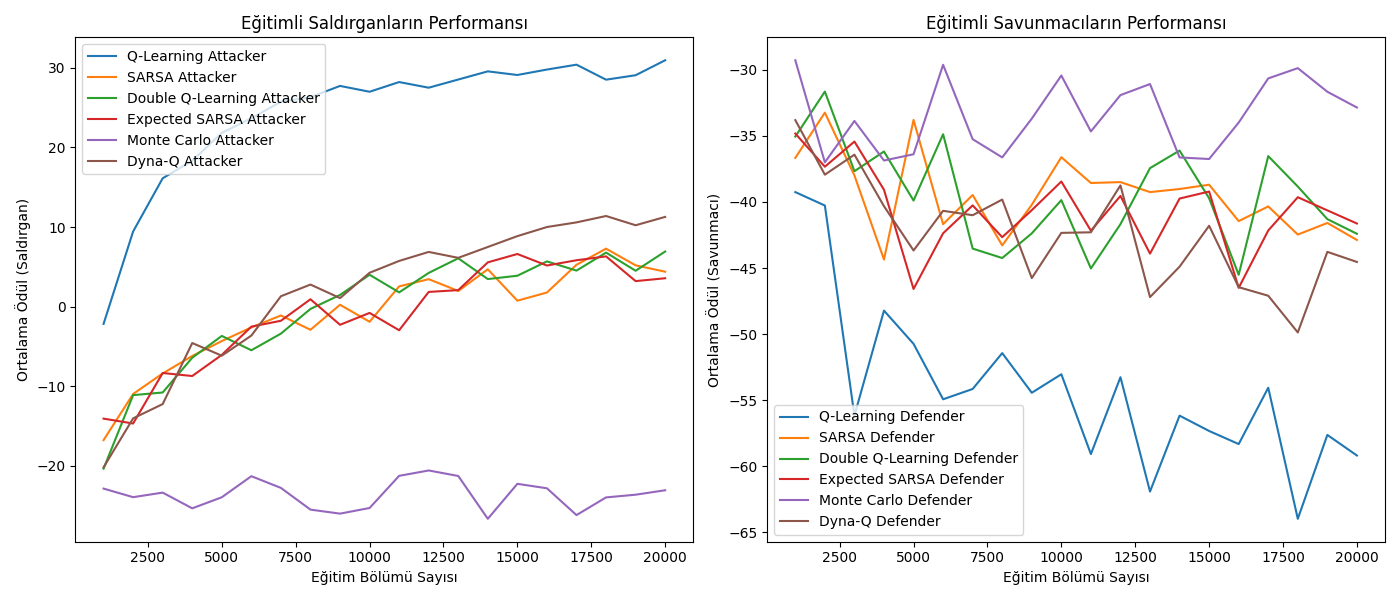 Eğitimli Saldırganların Performansı
Ortalama Ödül (Saldırgan)
30
20
10
0
−10
−20
Q-Learning Attacker
SARSA Attacker
Double Q-Learning Attacker
Expected SARSA Attacker
Monte Carlo Attacker
Dyna-Q Attacker
2500
5000
7500
10000
12500
15000
17500
20000
Eğitim Bölümü Sayısı
Eğitimli Savunmacıların Performansı
Ortalama Ödül (Savunmacı)
−30
−35
−40
−45
−50
−55
−60
−65
Q-Learning Defender
SARSA Defender
Double Q-Learning Defender
Expected SARSA Defender
Monte Carlo Defender
Dyna-Q Defender
2500
5000
7500
10000
12500
15000
17500
20000
Eğitim Bölümü Sayısı